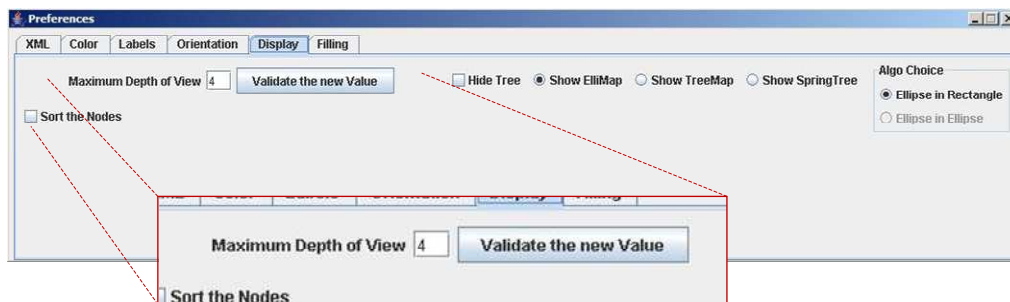 Preferences
XML Color Labels Orientation Display Filling
Maximum Depth of View 4 Validate the new Value Hide Tree Show ElliMap Show TreeMap Show SpringTree Algo Choice
Ellipse in Rectangle
Sort the Nodes Ellipse in Ellipse
Maximum Depth of View 4 Validate the new Value
Sort the Nodes